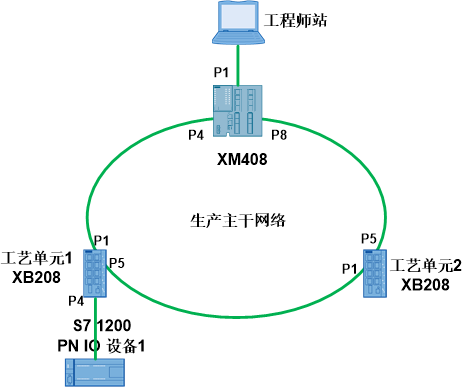 工程师站
P1
P4
P8
XM408
生产主干网络
工艺单元1
XB208
P1
P5
P4
P5
P1
工艺单元2
XB208
S7 1200
PN IO 设备1